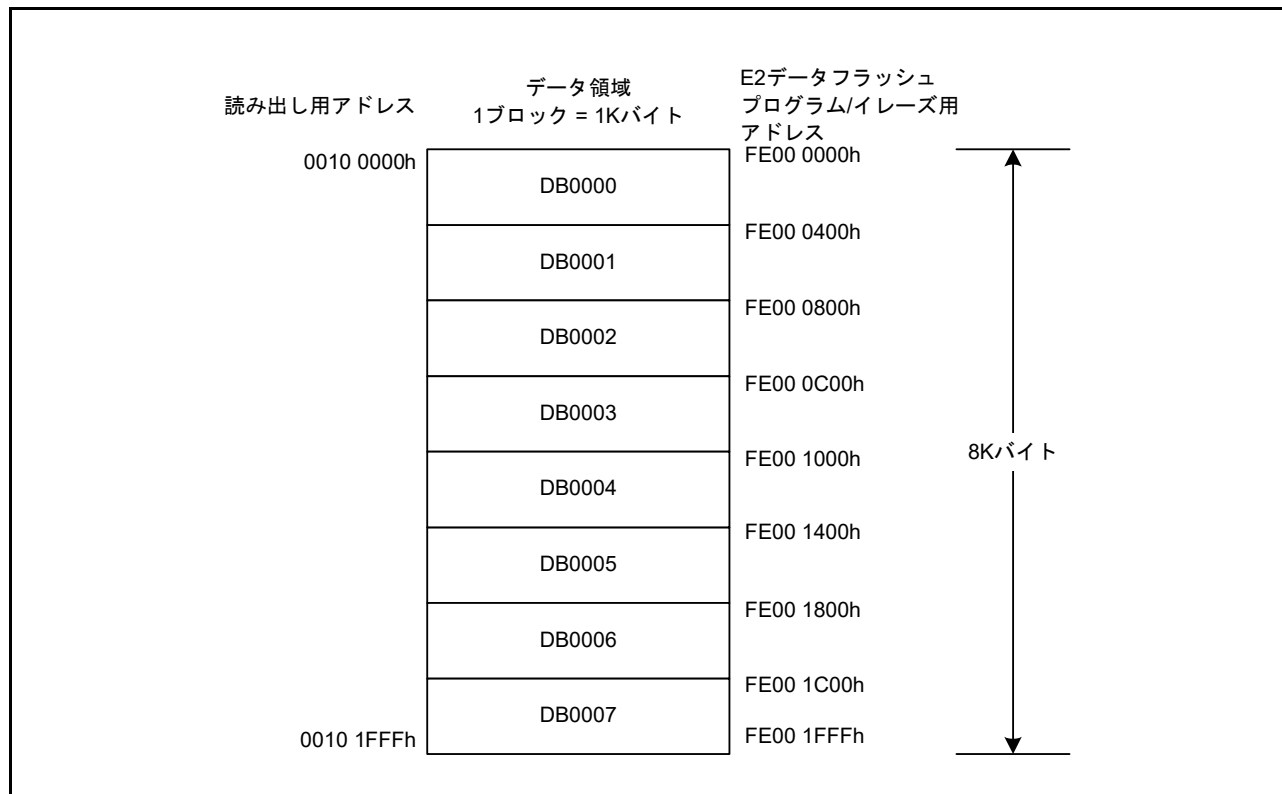 読み出し用アドレス
データ領域
1ブロック = 1Kバイト
E2データフラッシュ
プログラム/イレーズ用
アドレス
0010 0000h
DB0000
FE00 0000h
DB0001
FE00 0400h
DB0002
FE00 0800h
DB0003
FE00 0C00h
DB0004
FE00 1000h
8Kバイト
DB0005
FE00 1400h
DB0006
FE00 1800h
DB0007
FE00 1C00h
0010 1FFFh
FE00 1FFFh